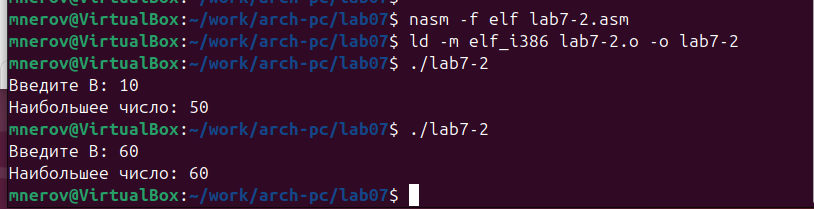 mnerov@VirtualBox:~/work/arch-pc/lab07$ nasm -f elf lab7-2.asm
mnerov@VirtualBox:~/work/arch-pc/lab07$ ld -m elf_i386 lab7-2.o -o lab7-2
mnerov@VirtualBox:~/work/arch-pc/lab07$ ./lab7-2
Введите B: 10
Наибольшее число: 50
mnerov@VirtualBox:~/work/arch-pc/lab07$ ./lab7-2
Введите B: 60
Наибольшее число: 60
mnerov@VirtualBox:~/work/arch-pc/lab07$